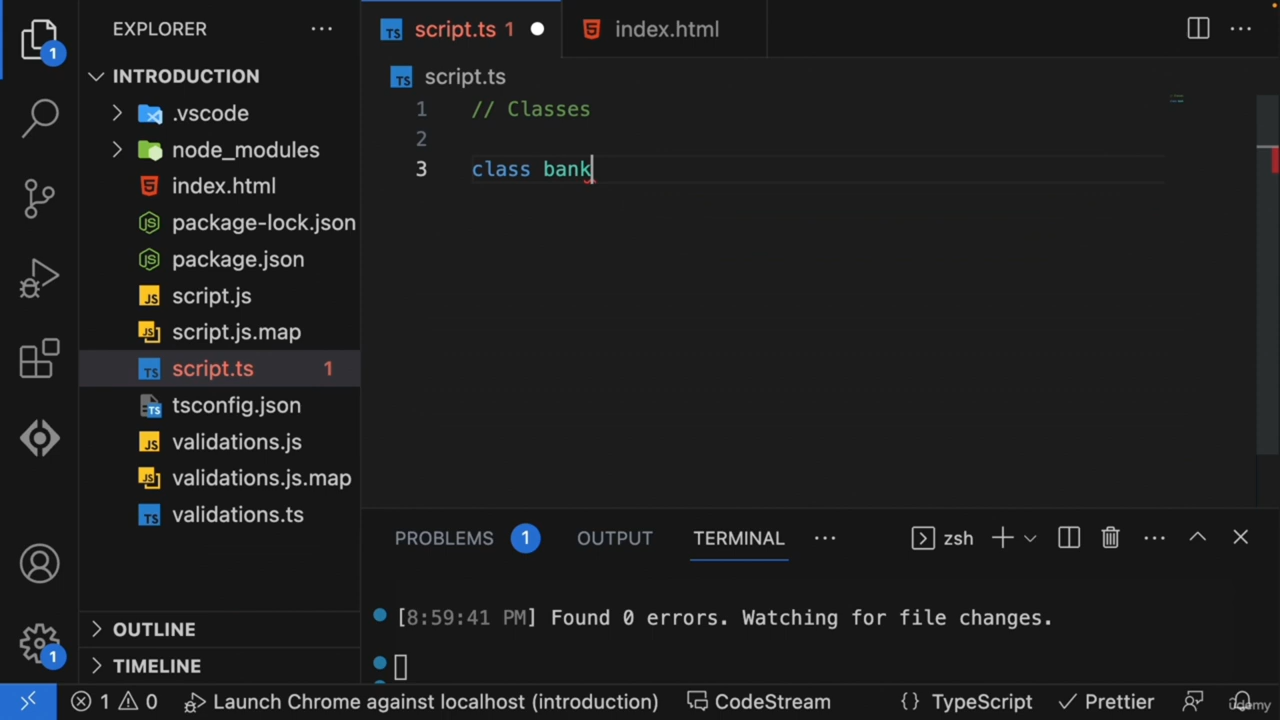 1
EXPLORER
INTRODUCTION
.vscode
node_modules
index.html
package-lock.json
package.json
script.js
script.js.map
script.ts 1
tsconfig.json
validations.js
validations.js.map
validations.ts
OUTLINE
TIMELINE
1
script.ts 1
index.html
script.ts
1 // Classes
2
3 class bank
PROBLEMS 1 OUTPUT TERMINAL
zsh
[8:59:41 PM] Found 0 errors. Watching for file changes.
1 0 Launch Chrome against localhost (introduction) CodeStream {} TypeScript Prettier
udemy